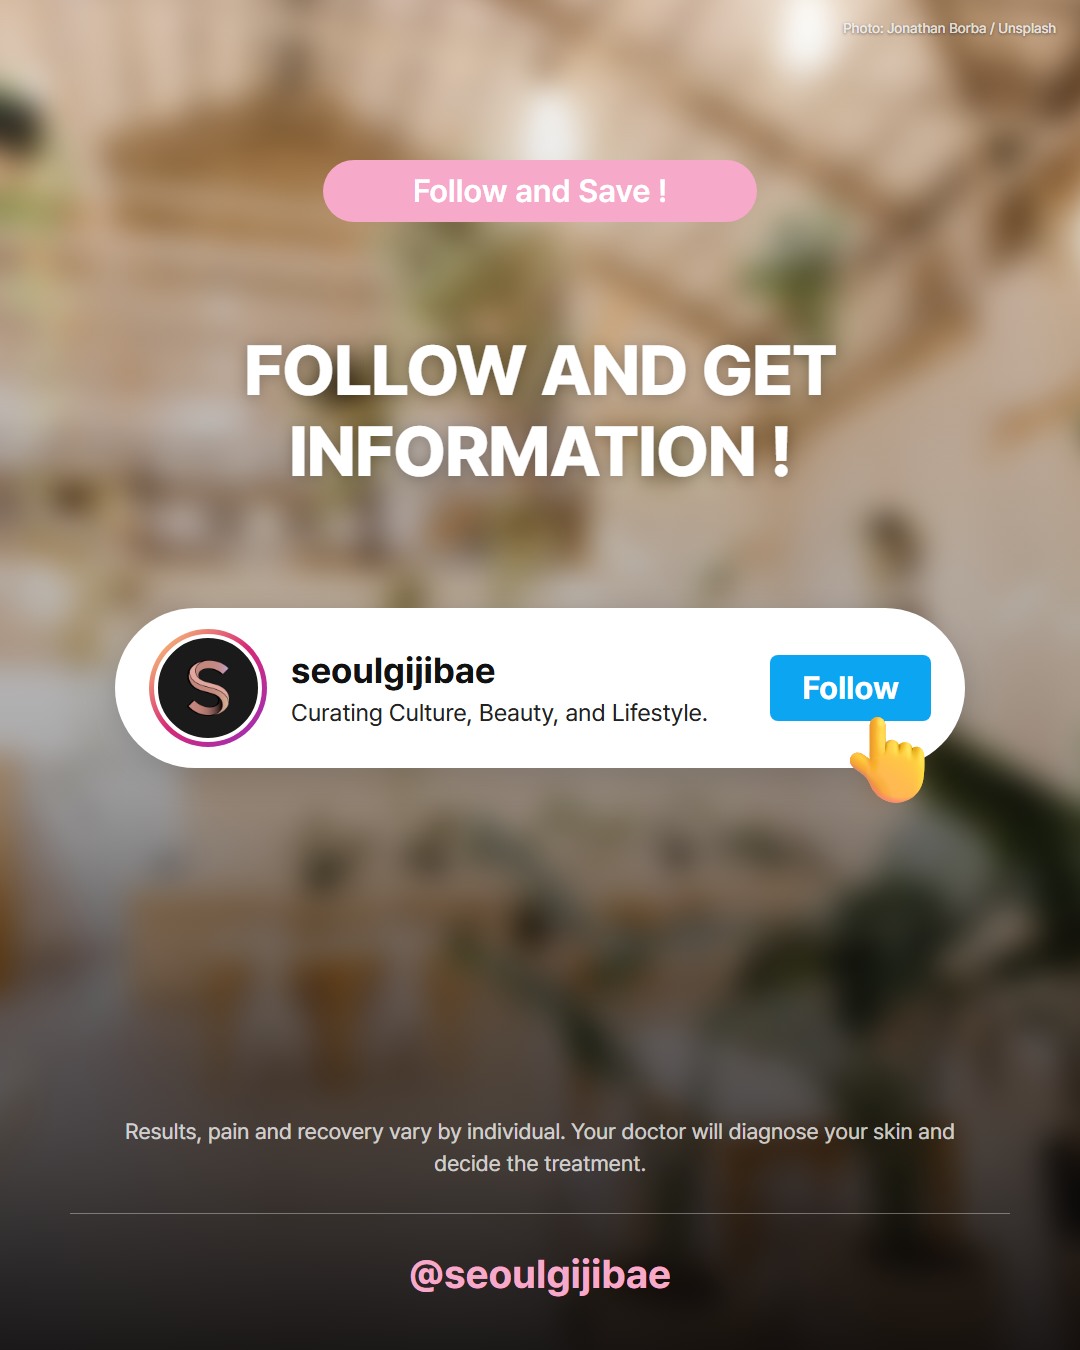 Photo: Jonathan Borba / Unsplash
Follow and Save !
FOLLOW AND GET
INFORMATION !
S
seoulgijibae
Curating Culture, Beauty, and Lifestyle.
Follow
Results, pain and recovery vary by individual. Your doctor will diagnose your skin and
decide the treatment.
@seoulgijibae